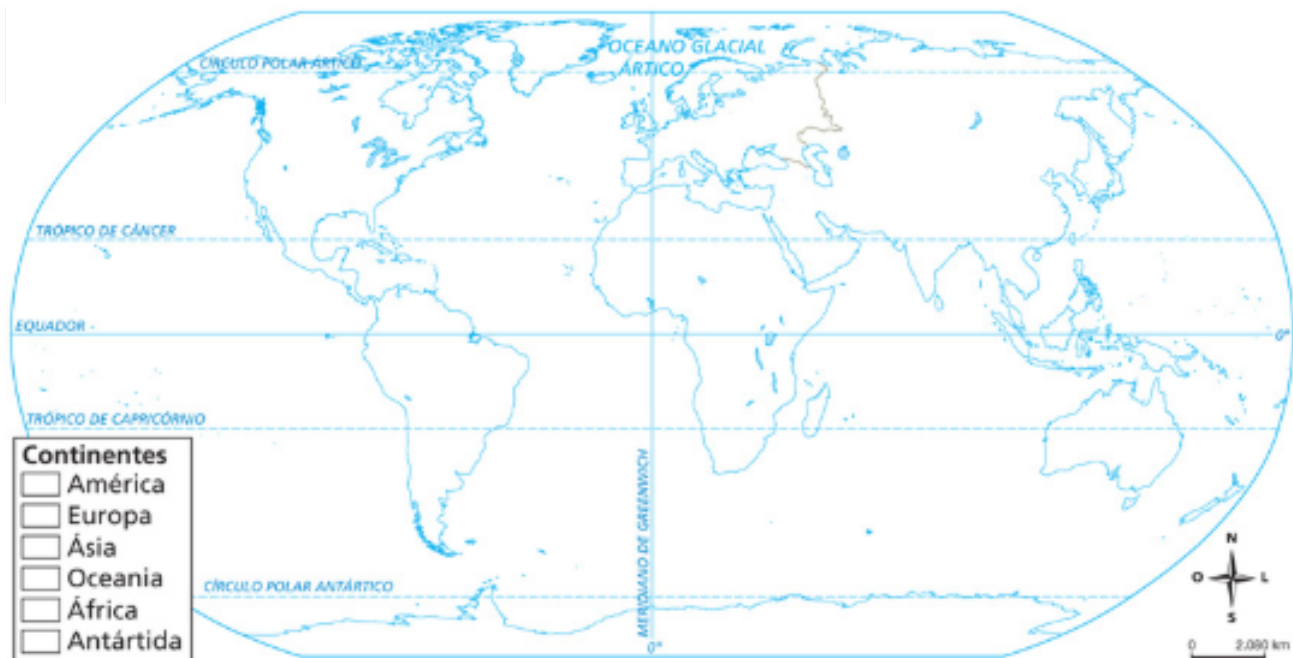 OCEANO GLACIAL
ÁRTICO
CÍRCULO POLAR ÁRTICO
TRÓPICO DE CÂNCER
EQUADOR
0°
TRÓPICO DE CAPRICÓRNIO
MERIDIANO DE GREENWICH
Continentes
América
Europa
Ásia
Oceania
África
Antártida
CÍRCULO POLAR ANTÁRTICO
0°
N
O L
S
0 2.080 km